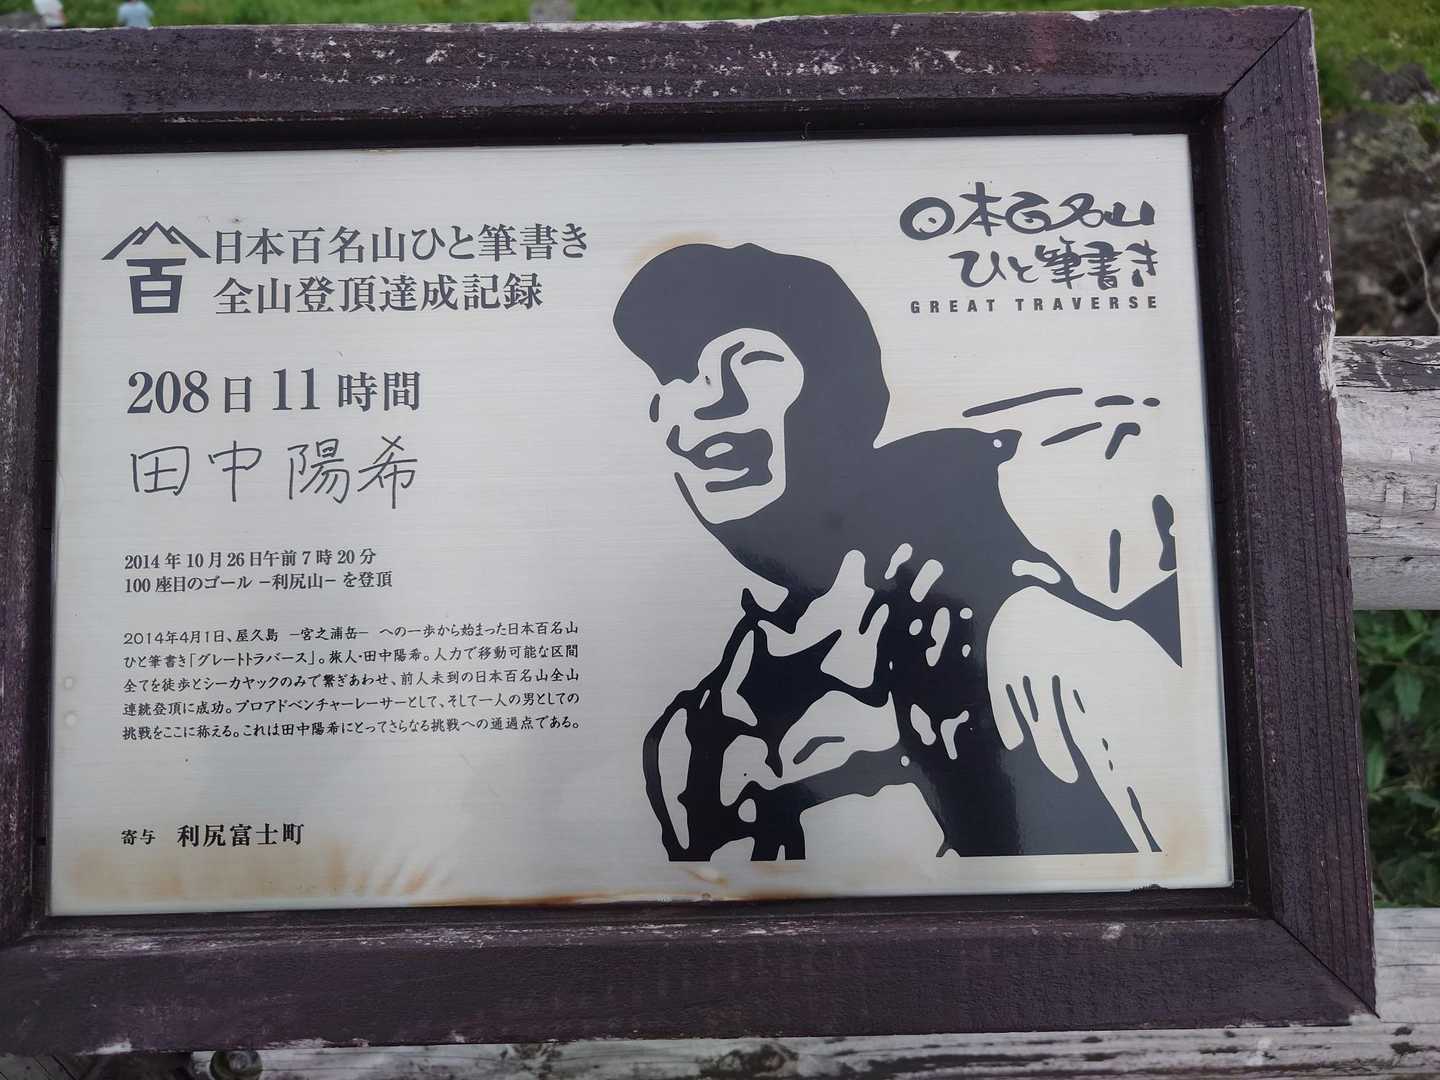 百
日本百名山ひと筆書き
全山登頂達成記録
208日11時間
田中陽希
2014年10月26日午前7時20分
100座目のゴール −利尻山− を登頂
2014年4月1日、屋久島 −宮之浦岳− への一歩から始まった日本百名山
ひと筆書き「グレートトラバース」。旅人・田中陽希。人力で移動可能な区間
全てを徒歩とシーカヤックのみで繋ぎあわせ、前人未到の日本百名山全山
連続登頂に成功。プロアドベンチャーレーサーとして、そして一人の男としての
挑戦をここに称える。これは田中陽希にとってさらなる挑戦への通過点である。
寄与 利尻富士町
日本百名山
ひと筆書き
GREAT TRAVERSE